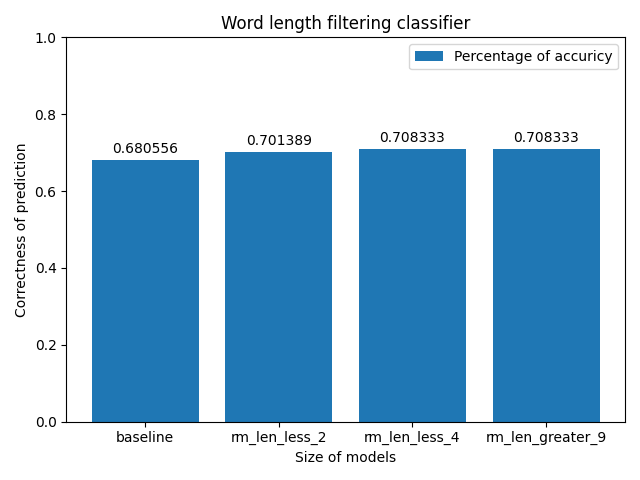 Word length filtering classifier
Percentage of accuricy
Correctness of prediction
1.0
0.8
0.6
0.4
0.2
0.0
0.680556
0.701389
0.708333
0.708333
baseline
rm_len_less_2
rm_len_less_4
rm_len_greater_9
Size of models